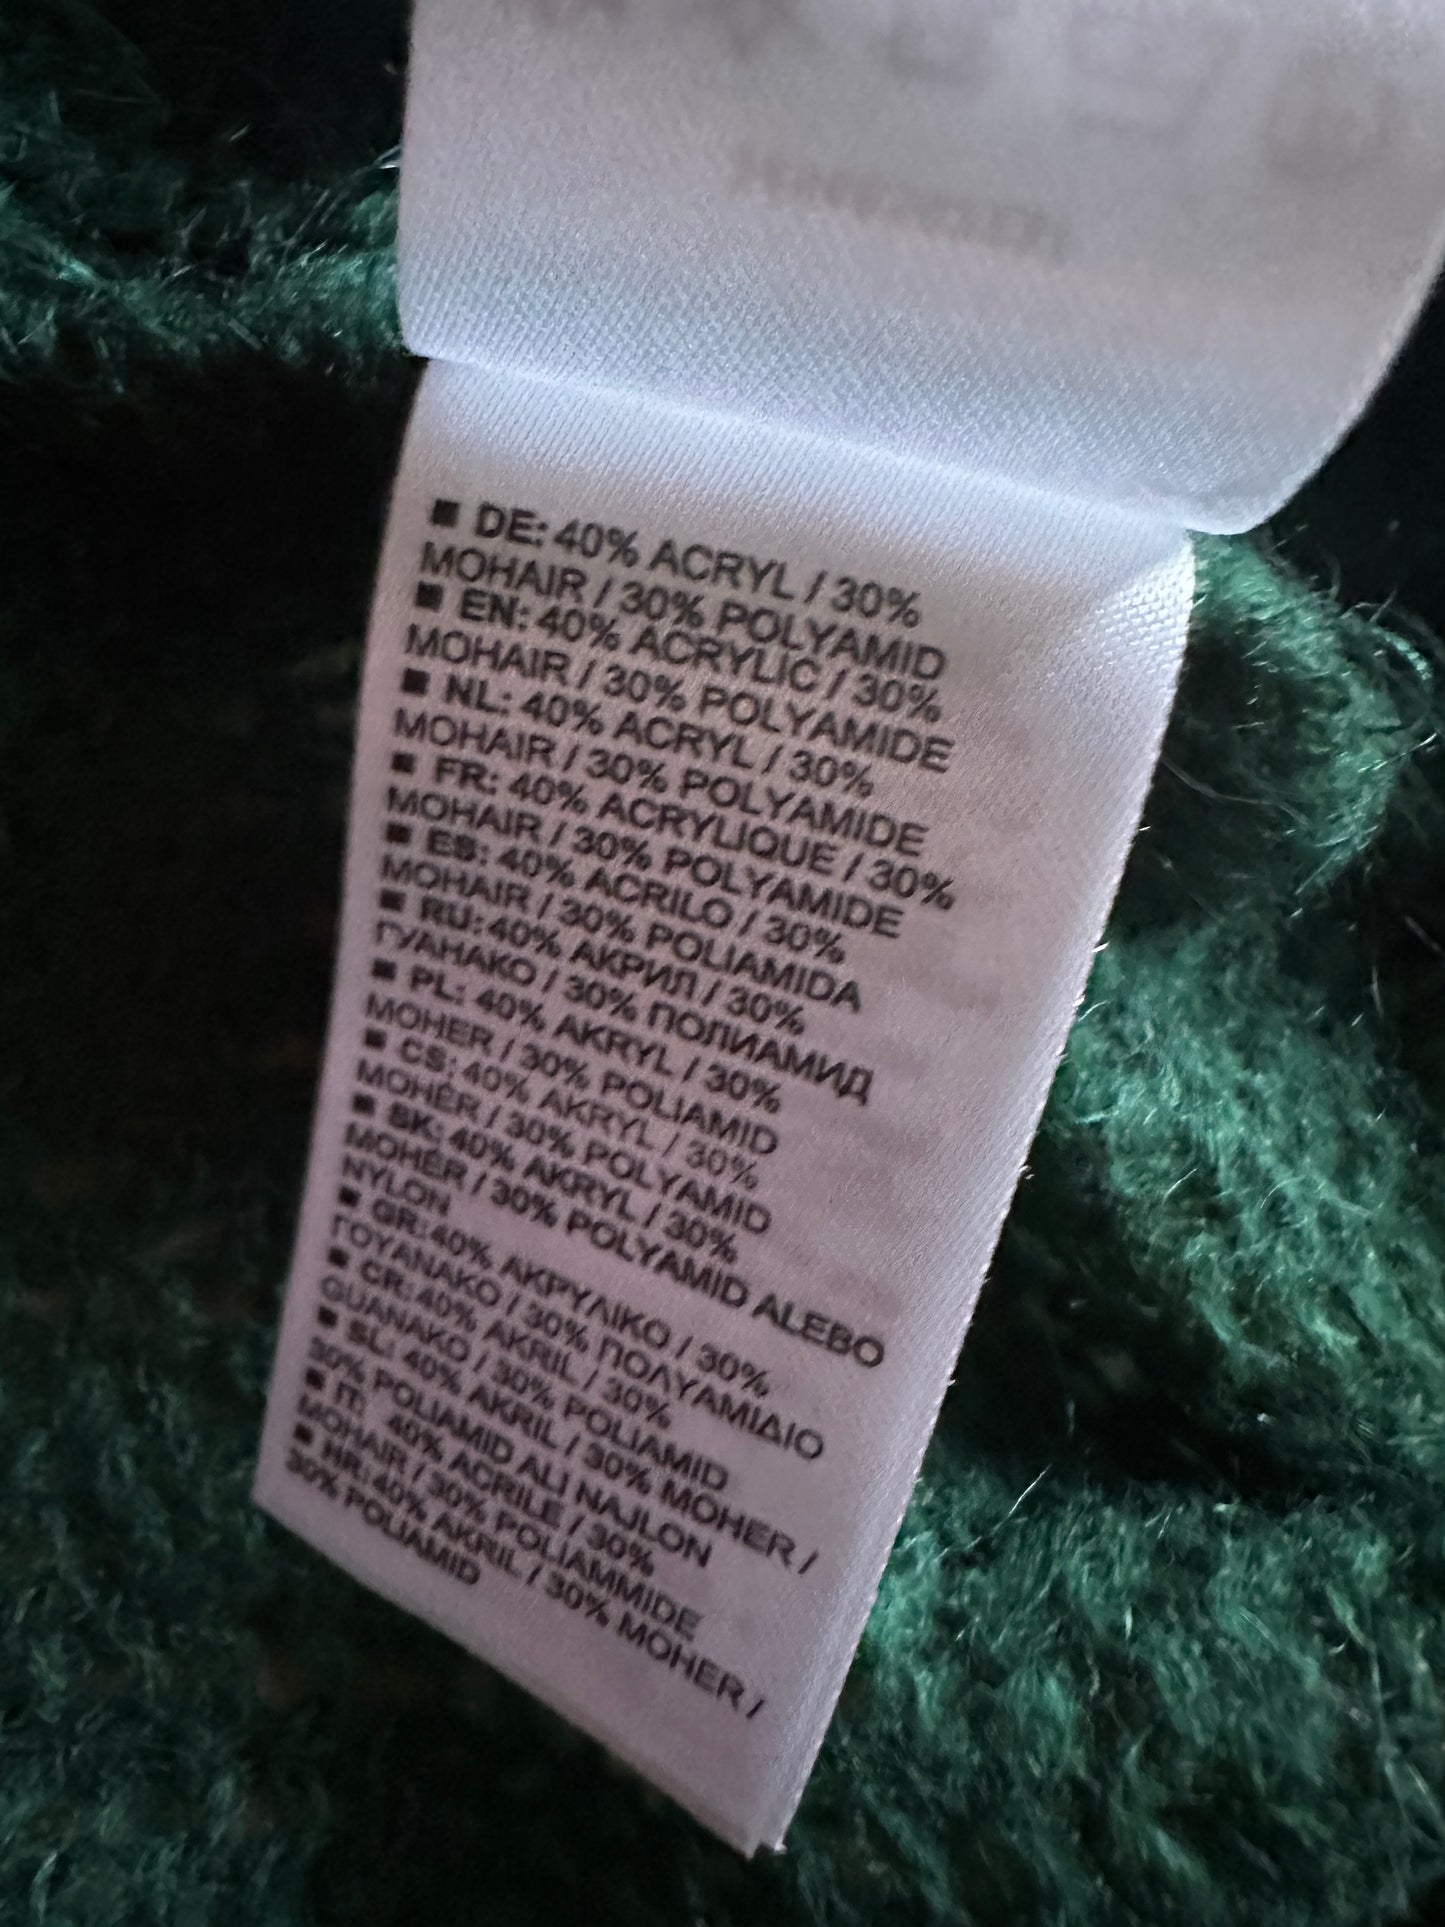 ■ DE: 40% ACRYL / 30%
MOHAIR / 30% POLYAMID
■ EN: 40% ACRYLIC / 30%
MOHAIR / 30% POLYAMIDE
■ NL: 40% ACRYL / 30%
MOHAIR / 30% POLYAMIDE
■ FR: 40% ACRYLIQUE / 30%
MOHAIR / 30% POLYAMIDE
■ ES: 40% ACRILO / 30%
MOHAIR / 30% POLIAMIDA
■ RU: 40% АКРИЛ / 30%
ГУАНАКО / 30% ПОЛИАМИД
■ PL: 40% AKRYL / 30%
MOHER / 30% POLIAMID
■ CS: 40% AKRYL / 30%
MOHÉR / 30% POLYAMID
■ SK: 40% AKRYL / 30%
MOHÉR / 30% POLYAMID ALEBO
NYLON
■ GR: 40% ΑΚΡΥΛΙΚΟ / 30%
ΓΟΥΑΝΑΚΟ / 30% ΠΟΛΥΑΜΙΔΙΟ
■ CR: 40% AKRIL / 30%
GUANAKO / 30% POLIAMID
■ SL: 40% AKRIL / 30% MOHER /
30% POLIAMID ALI NAJLON
■ IT: 40% ACRILE / 30%
MOHAIR / 30% POLIAMMIDE
■ HR: 40% AKRIL / 30% MOHER /
30% POLIAMID